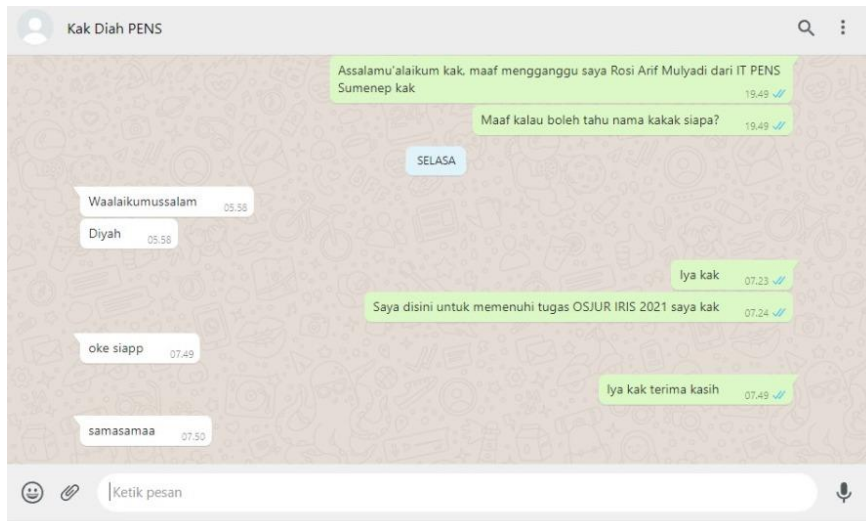 Kak Diah PENS
Assalamu'alaikum kak, maaf mengganggu saya Rosi Arif Mulyadi dari IT PENS
Sumenep kak
19.49
Maaf kalau boleh tahu nama kakak siapa?
19.49
SELASA
Waalaikumussalam
05.58
Diyah
05.58
Iya kak
07.23
Saya disini untuk memenuhi tugas OSJUR IRIS 2021 saya kak
07.24
oke siapp
07.49
Iya kak terima kasih
07.49
samasamaa
07.50
Ketik pesan